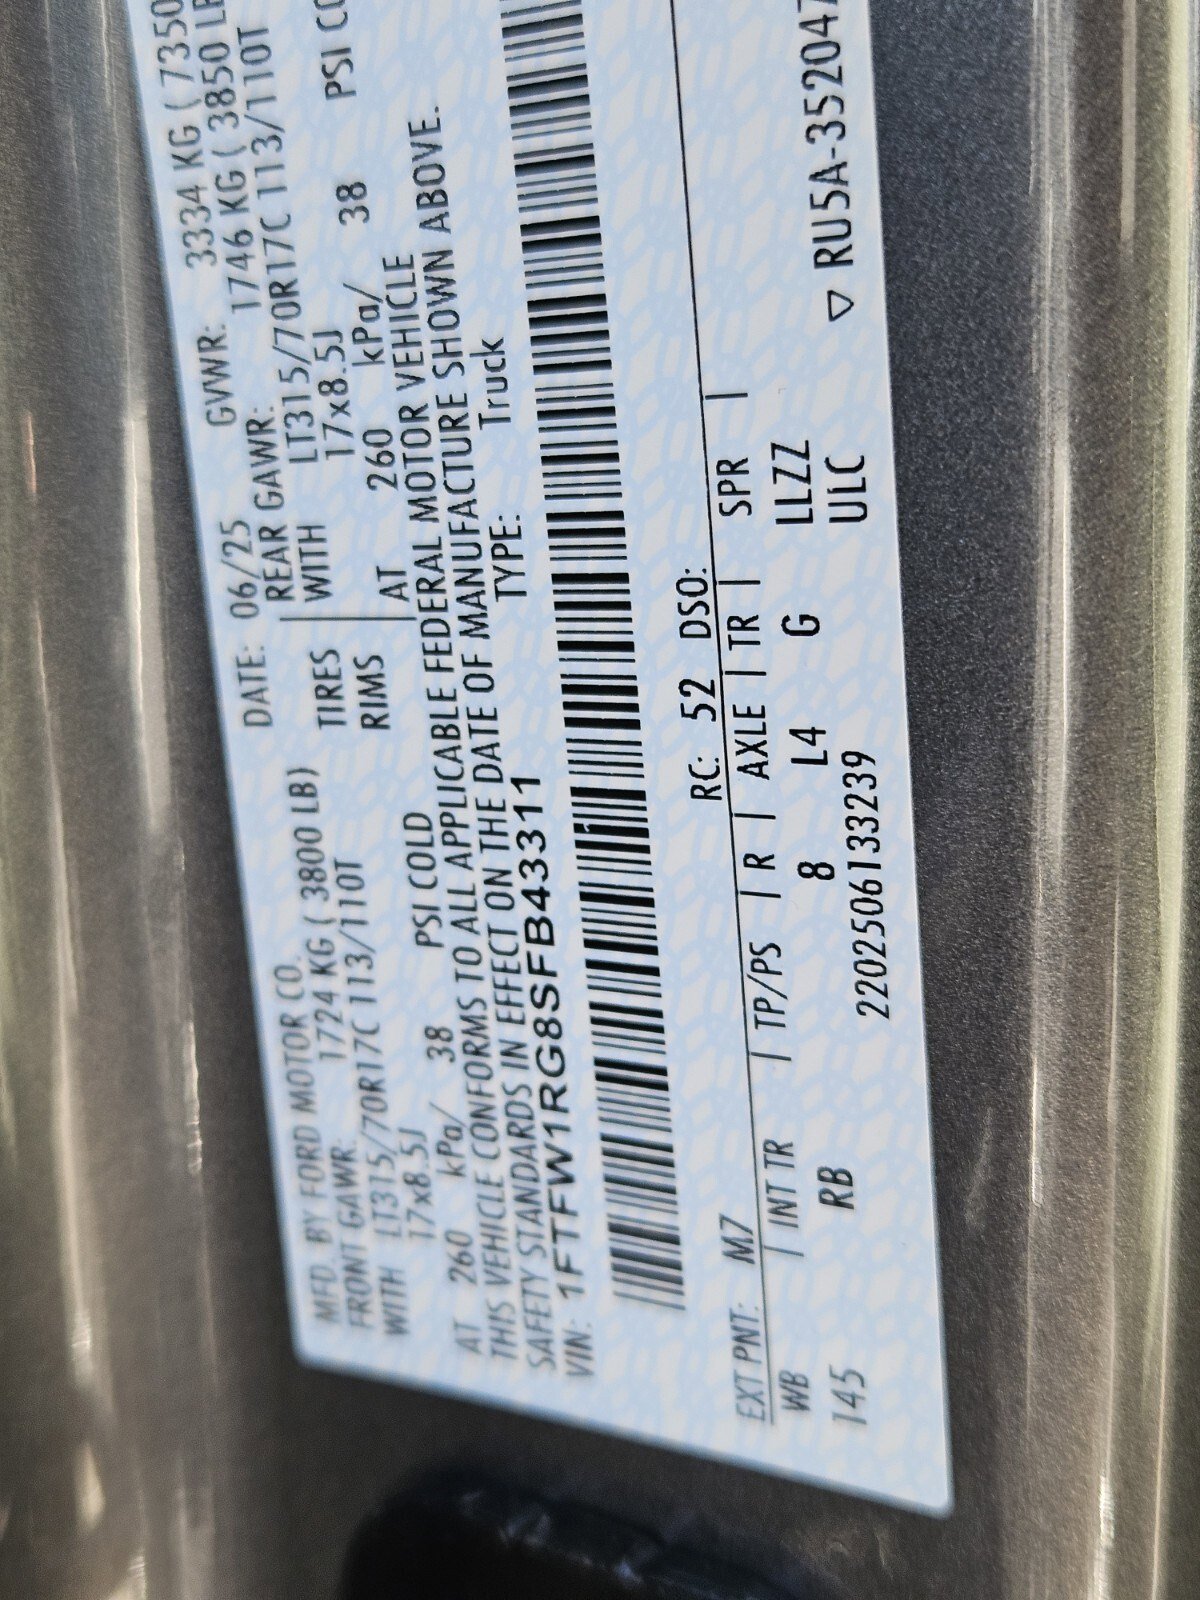 MFD. BY FORD MOTOR CO. DATE: 06/25 GVWR: 3334 KG ( 7350
FRONT GAWR: 1724 KG ( 3800 LB) REAR GAWR: 1746 KG ( 3850 LB
WITH LT315/70R17C 113/110T TIRES WITH LT315/70R17C 113/110T
17x8.5J RIMS 17x8.5J
AT 260 kPa/ 38 PSI COLD AT 260 kPa/ 38 PSI CO
THIS VEHICLE CONFORMS TO ALL APPLICABLE FEDERAL MOTOR VEHICLE
SAFETY STANDARDS IN EFFECT ON THE DATE OF MANUFACTURE SHOWN ABOVE.
VIN: 1FTFW1RG8SFB43311 TYPE: Truck
EXT PNT: M7 RC: 52 DSO:
WB | INT TR | TP/PS | R | AXLE | TR | SPR |
145 RB 8 L4 G LLZZ
2202506133239 ULC ▽ RU5A-352047